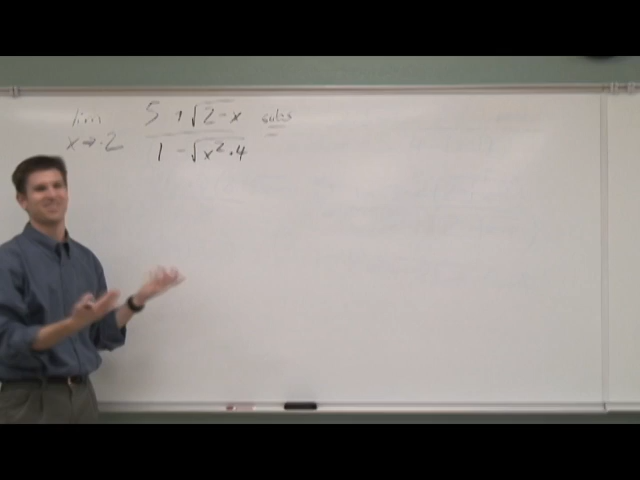 lim 5 + √2-x
x→-2 1 - √x²+4